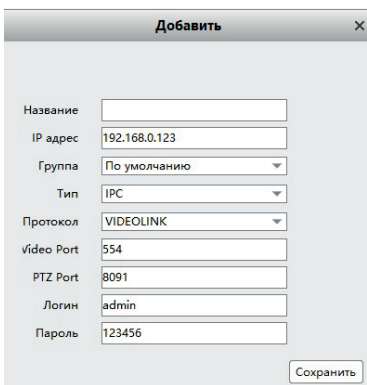 Добавить
Название
IP адрес 192.168.0.123
Группа По умолчанию
Тип IPC
Протокол VIDEOLINK
Video Port 554
PTZ Port 8091
Логин admin
Пароль 123456
Сохранить